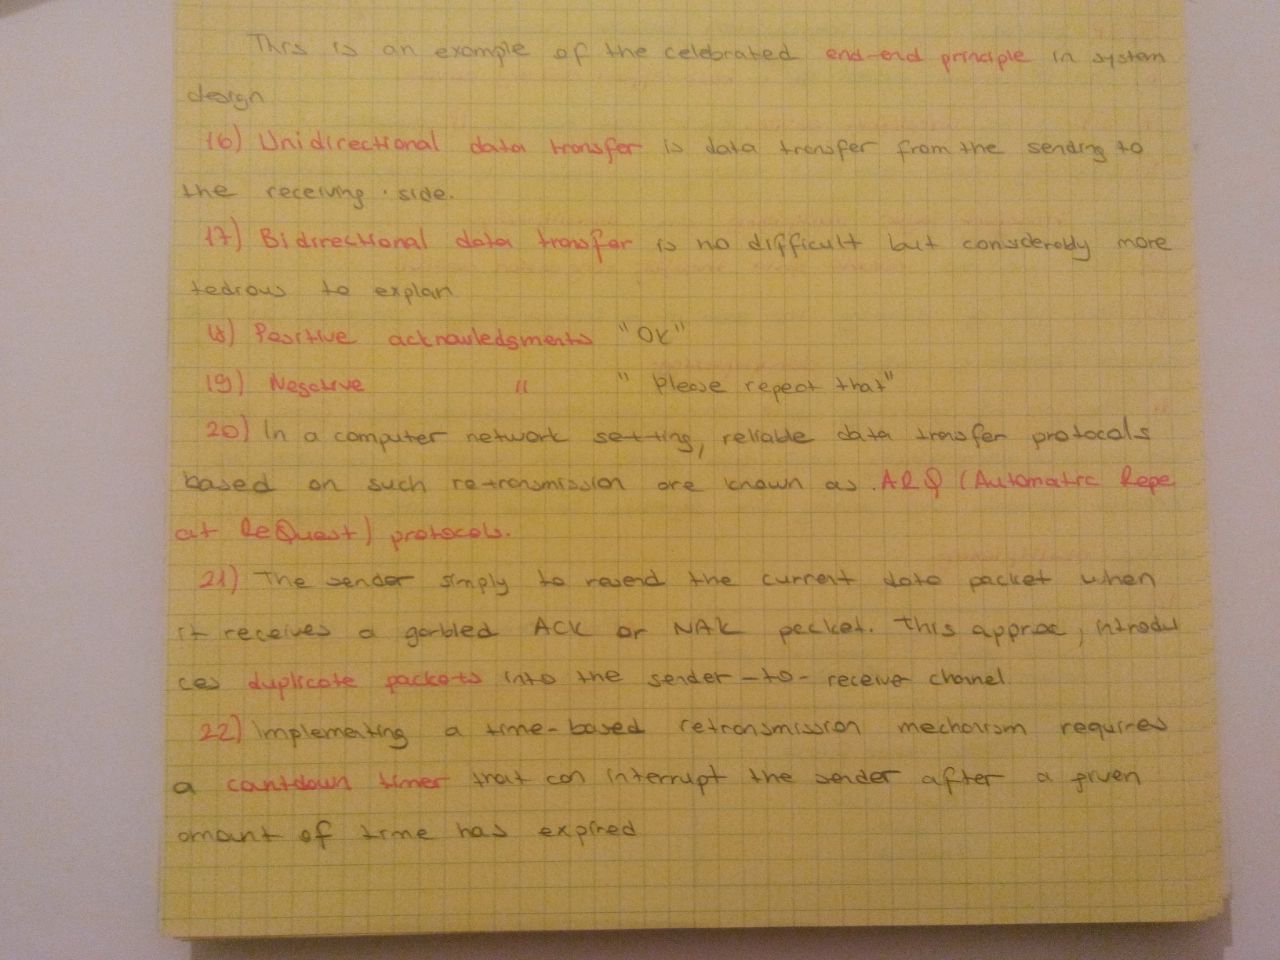 This is an example of the celebrated end-end principle in system
design
16) Unidirectional data transfer is data transfer from the sending to
the receiving side.
17) Bidirectional data transfer is no difficult but considerably more
tedious to explain
18) Positive acknowledgments "OK"
19) Negative " " Please repeat that"
20) In a computer network setting, reliable data transfer protocols
based on such retransmission are known as ARQ (Automatic Repe
at ReQuest) protocols.
21) The sender simply to resend the current data packet when
it receives a garbled ACK or NAK packet. This approac, introdu
ces duplicate packets into the sender-to-receiver channel
22) Implementing a time-based retransmission mechanism requires
a countdown timer that can interrupt the sender after a given
amount of time has expired